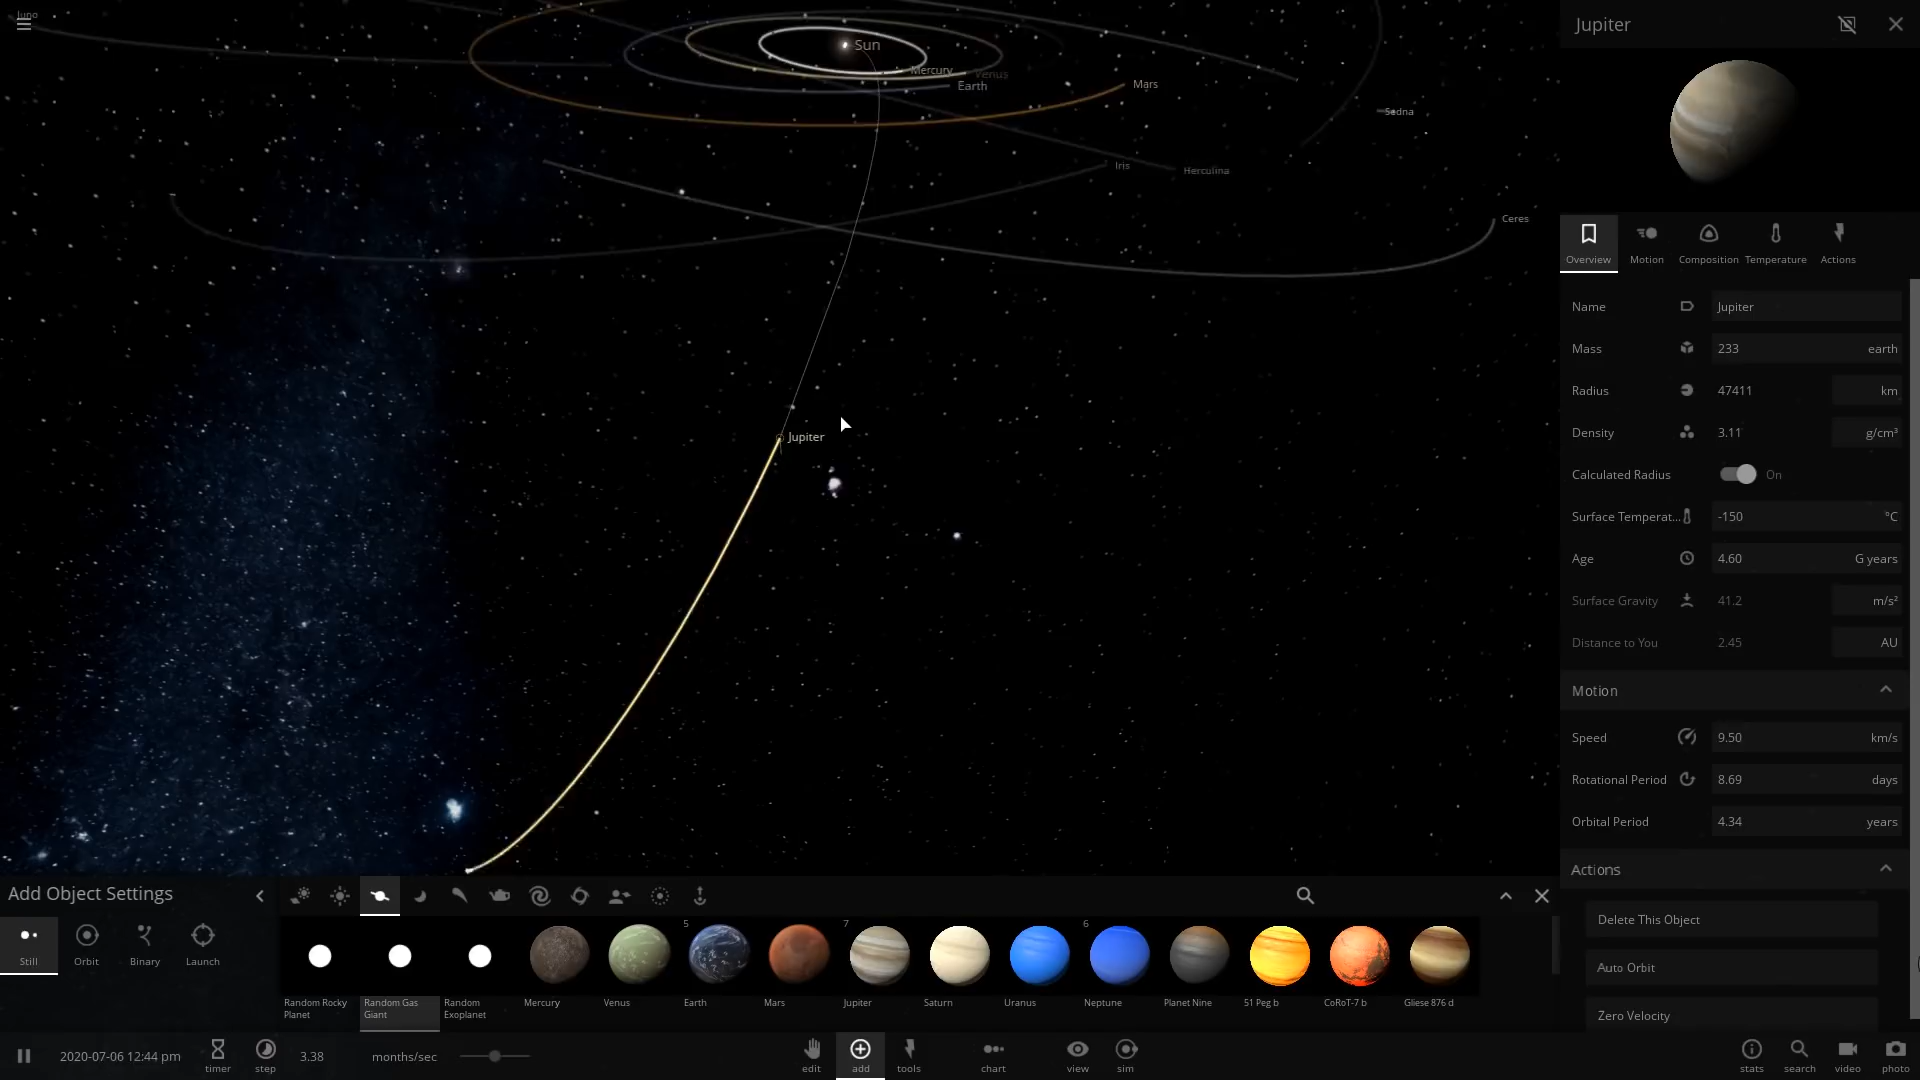 Juno
Sun
Mercury
Venus
Earth
Mars
Sedna
Iris
Herculina
Ceres
Jupiter
Jupiter
Overview
Motion
Composition
Temperature
Actions
Name Jupiter
Mass 233 earth
Radius 47411 km
Density 3.11 g/cm³
Calculated Radius On
Surface Temperat... -150 °C
Age 4.60 G years
Surface Gravity 41.2 m/s²
Distance to You 2.45 AU
Motion
Speed 9.50 km/s
Rotational Period 8.69 days
Orbital Period 4.34 years
Actions
Delete This Object
Auto Orbit
Zero Velocity
Add Object Settings
Still
Orbit
Binary
Launch
5
7
6
Random Rocky
Planet
Random Gas
Giant
Random
Exoplanet
Mercury
Venus
Earth
Mars
Jupiter
Saturn
Uranus
Neptune
Planet Nine
51 Peg b
CoRoT-7 b
Gliese 876 d
2020-07-06 12:44 pm
timer
step
3.38 months/sec
edit
add
tools
chart
view
sim
stats
search
video
photo